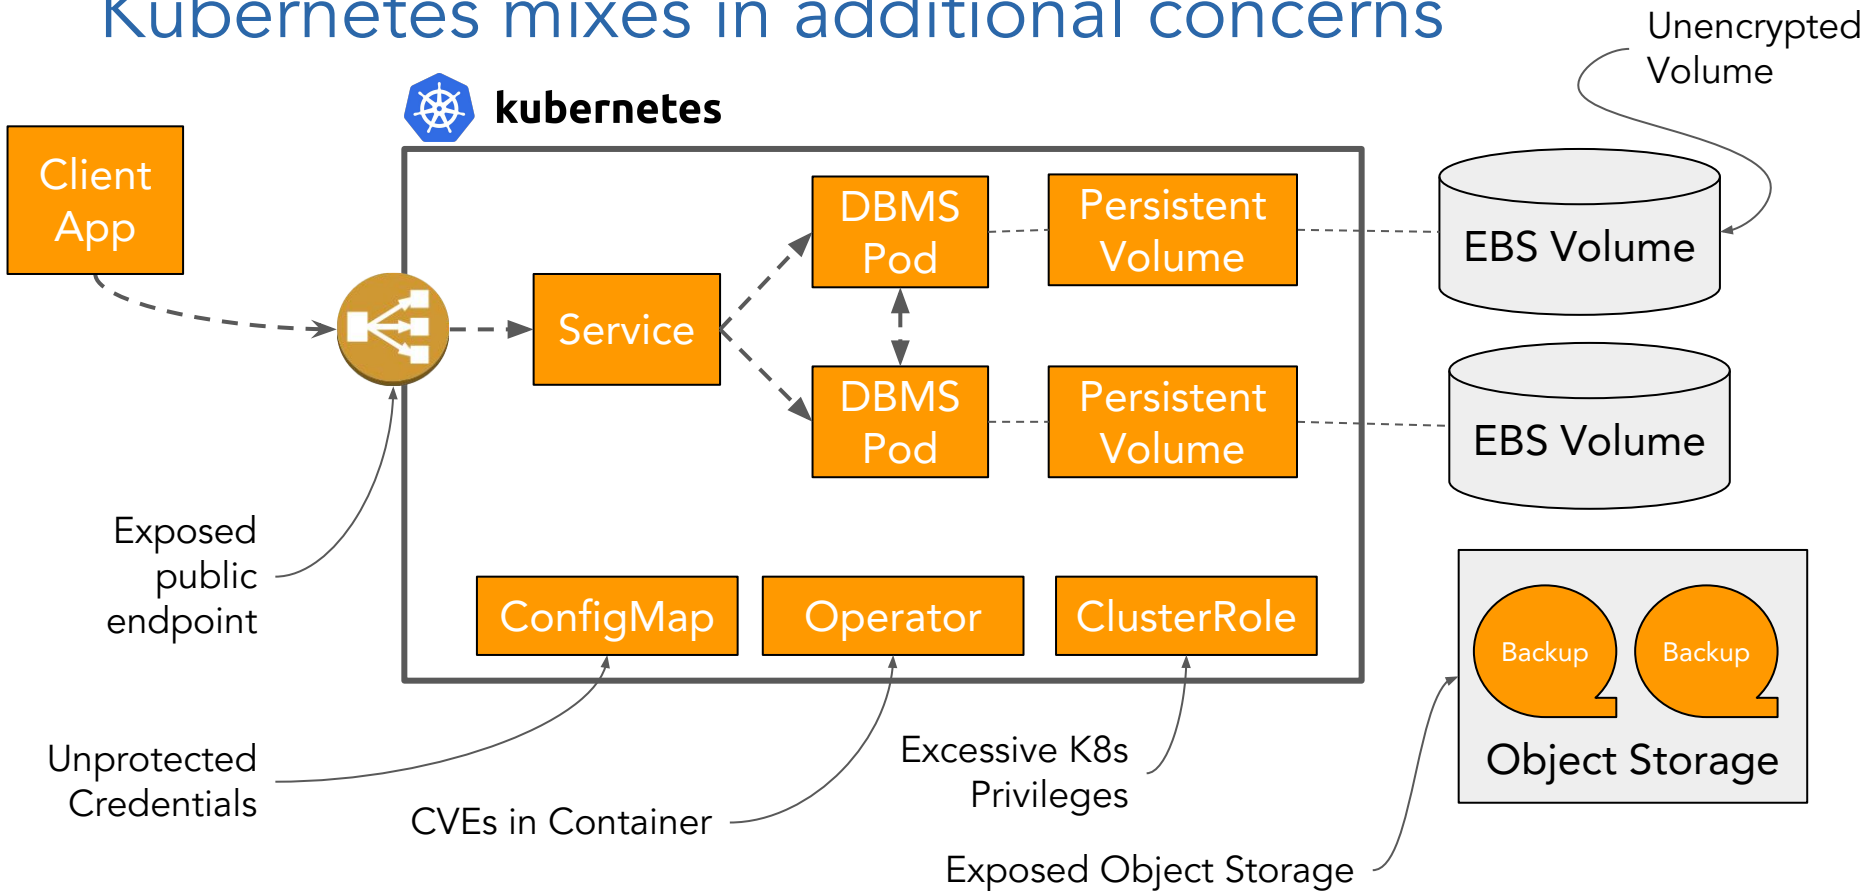 Kubernetes mixes in additional concerns
Unencrypted
Volume
kubernetes
Client
App
DBMS
Pod
Persistent
Volume
EBS Volume
Service
DBMS
Pod
Persistent
Volume
EBS Volume
Exposed
public
endpoint
ConfigMap
Operator
ClusterRole
Backup
Backup
Object Storage
Unprotected
Credentials
CVEs in Container
Excessive K8s
Privileges
Exposed Object Storage